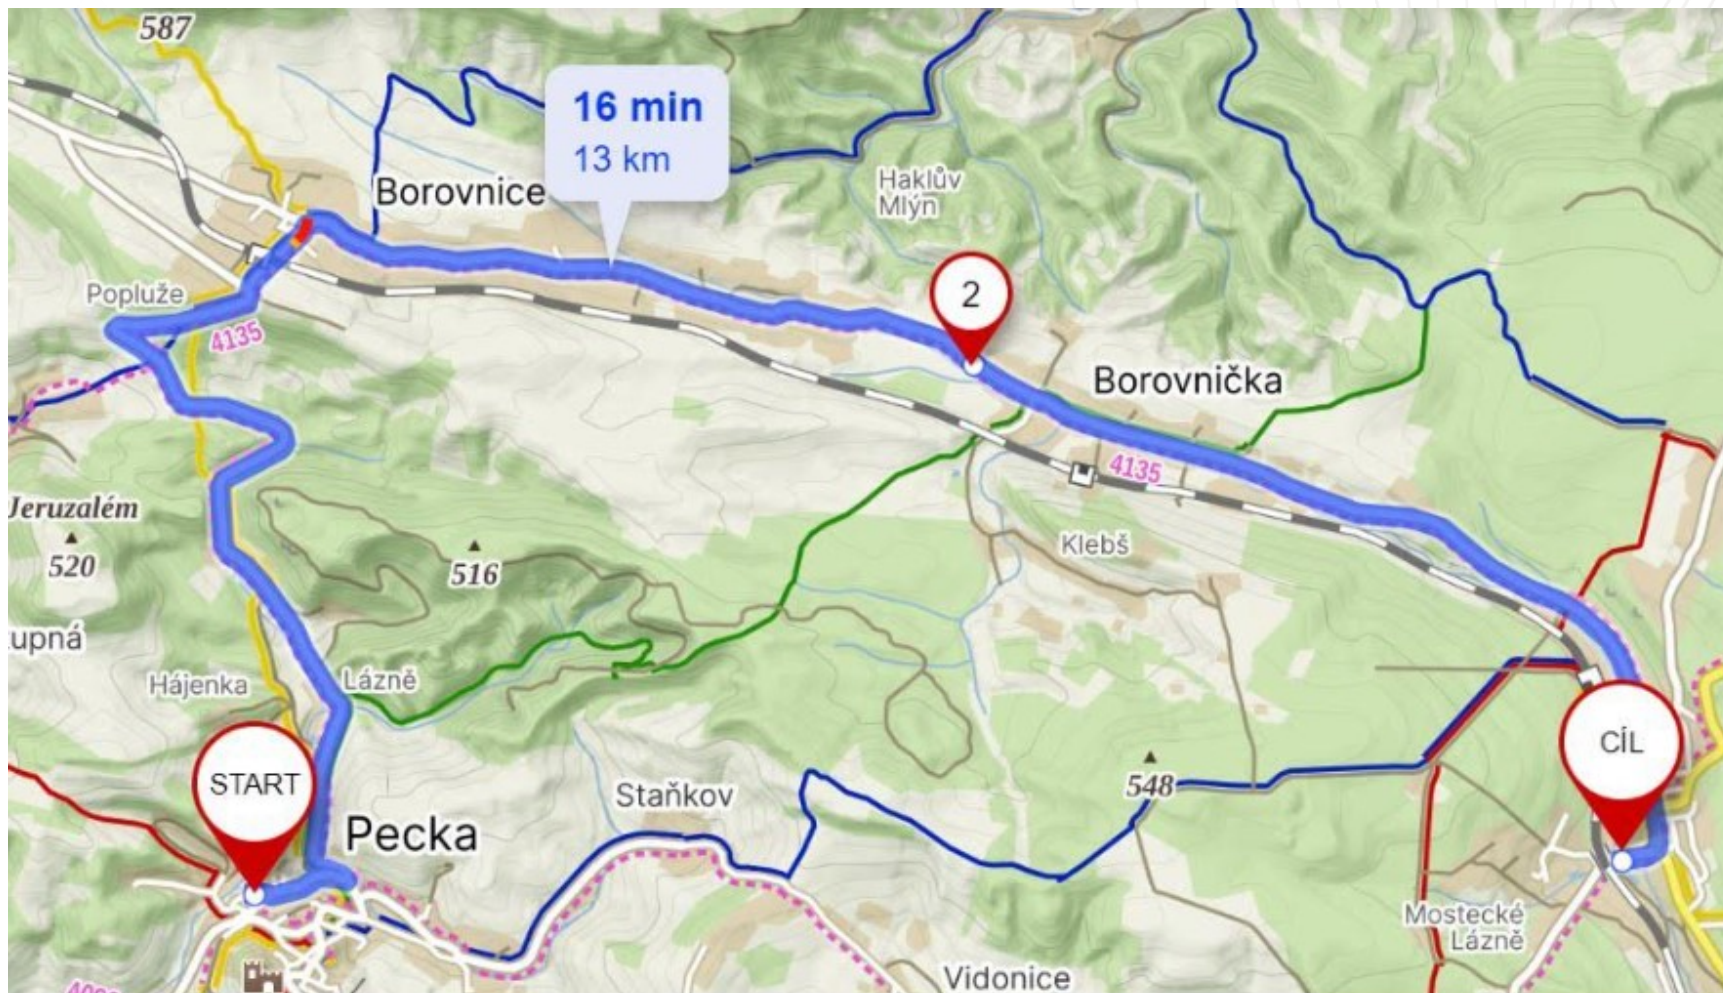 587
16 min
13 km
Borovnice
Haklův
Mlýn
2
Popluže
4135
Borovnička
4135
Jeruzalém
520
516
Klebš
upná
Hájenka
Lázně
START
CÍL
548
Staňkov
Pecka
Mostecké
Lázně
Vidonice